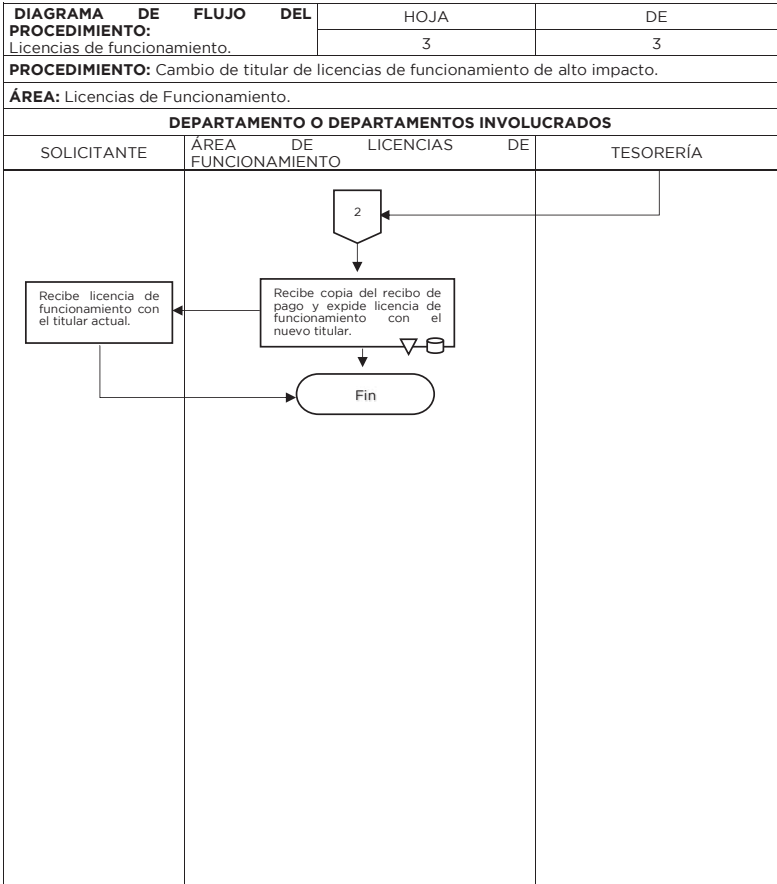 DIAGRAMA DE FLUJO DEL
PROCEDIMIENTO:
Licencias de funcionamiento.
HOJA
DE
3
3
PROCEDIMIENTO: Cambio de titular de licencias de funcionamiento de alto impacto.
ÁREA: Licencias de Funcionamiento.
DEPARTAMENTO O DEPARTAMENTOS INVOLUCRADOS
SOLICITANTE
ÁREA DE LICENCIAS DE
FUNCIONAMIENTO
TESORERÍA
2
Recibe licencia de
funcionamiento con
el titular actual.
Recibe copia del recibo de
pago y expide licencia de
funcionamiento con el
nuevo titular.
Fin